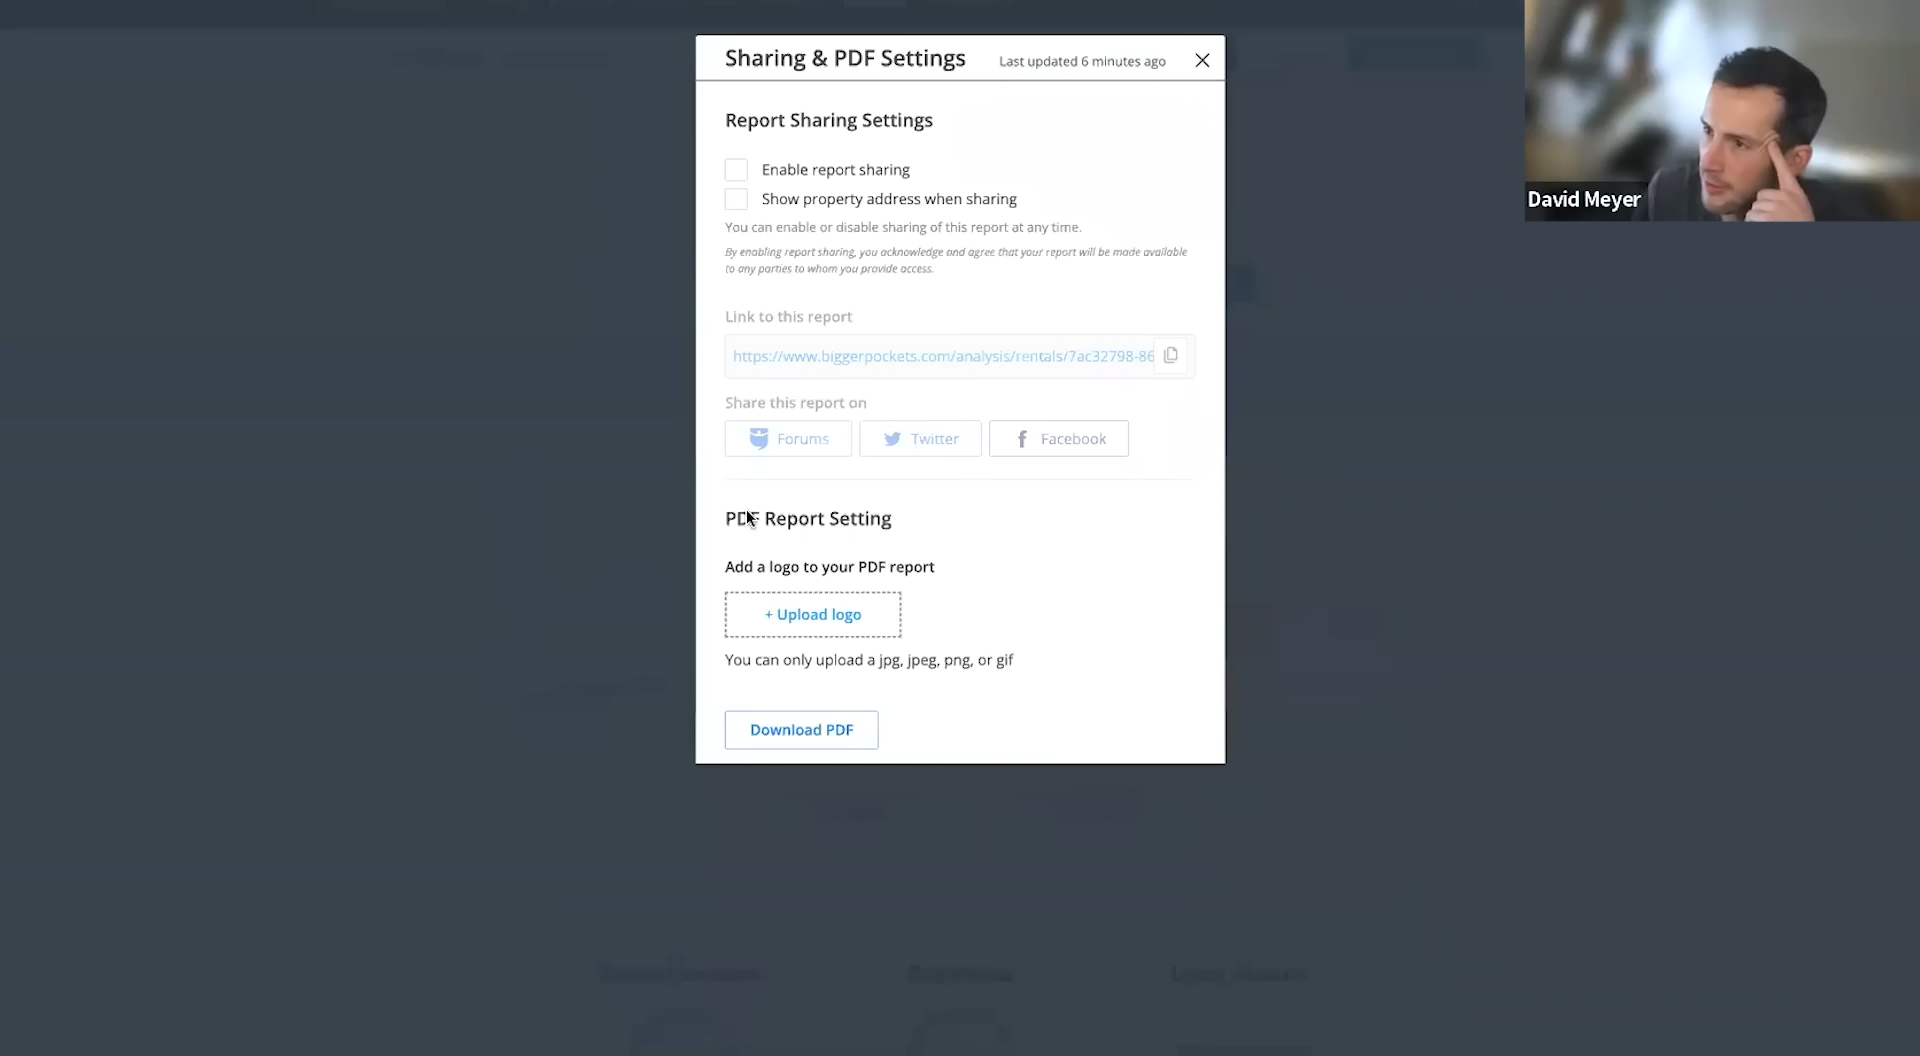 Sharing & PDF Settings
Last updated 6 minutes ago
David Meyer
Report Sharing Settings
Enable report sharing
Show property address when sharing
You can enable or disable sharing of this report at any time.
By enabling report sharing, you acknowledge and agree that your report will be made available
to any parties to whom you provide access.
Link to this report
https://www.biggerpockets.com/analysis/rentals/7ac32798-86
Share this report on
Forums
Twitter
Facebook
PDF Report Setting
Add a logo to your PDF report
+ Upload logo
You can only upload a jpg, jpeg, png, or gif
Download PDF